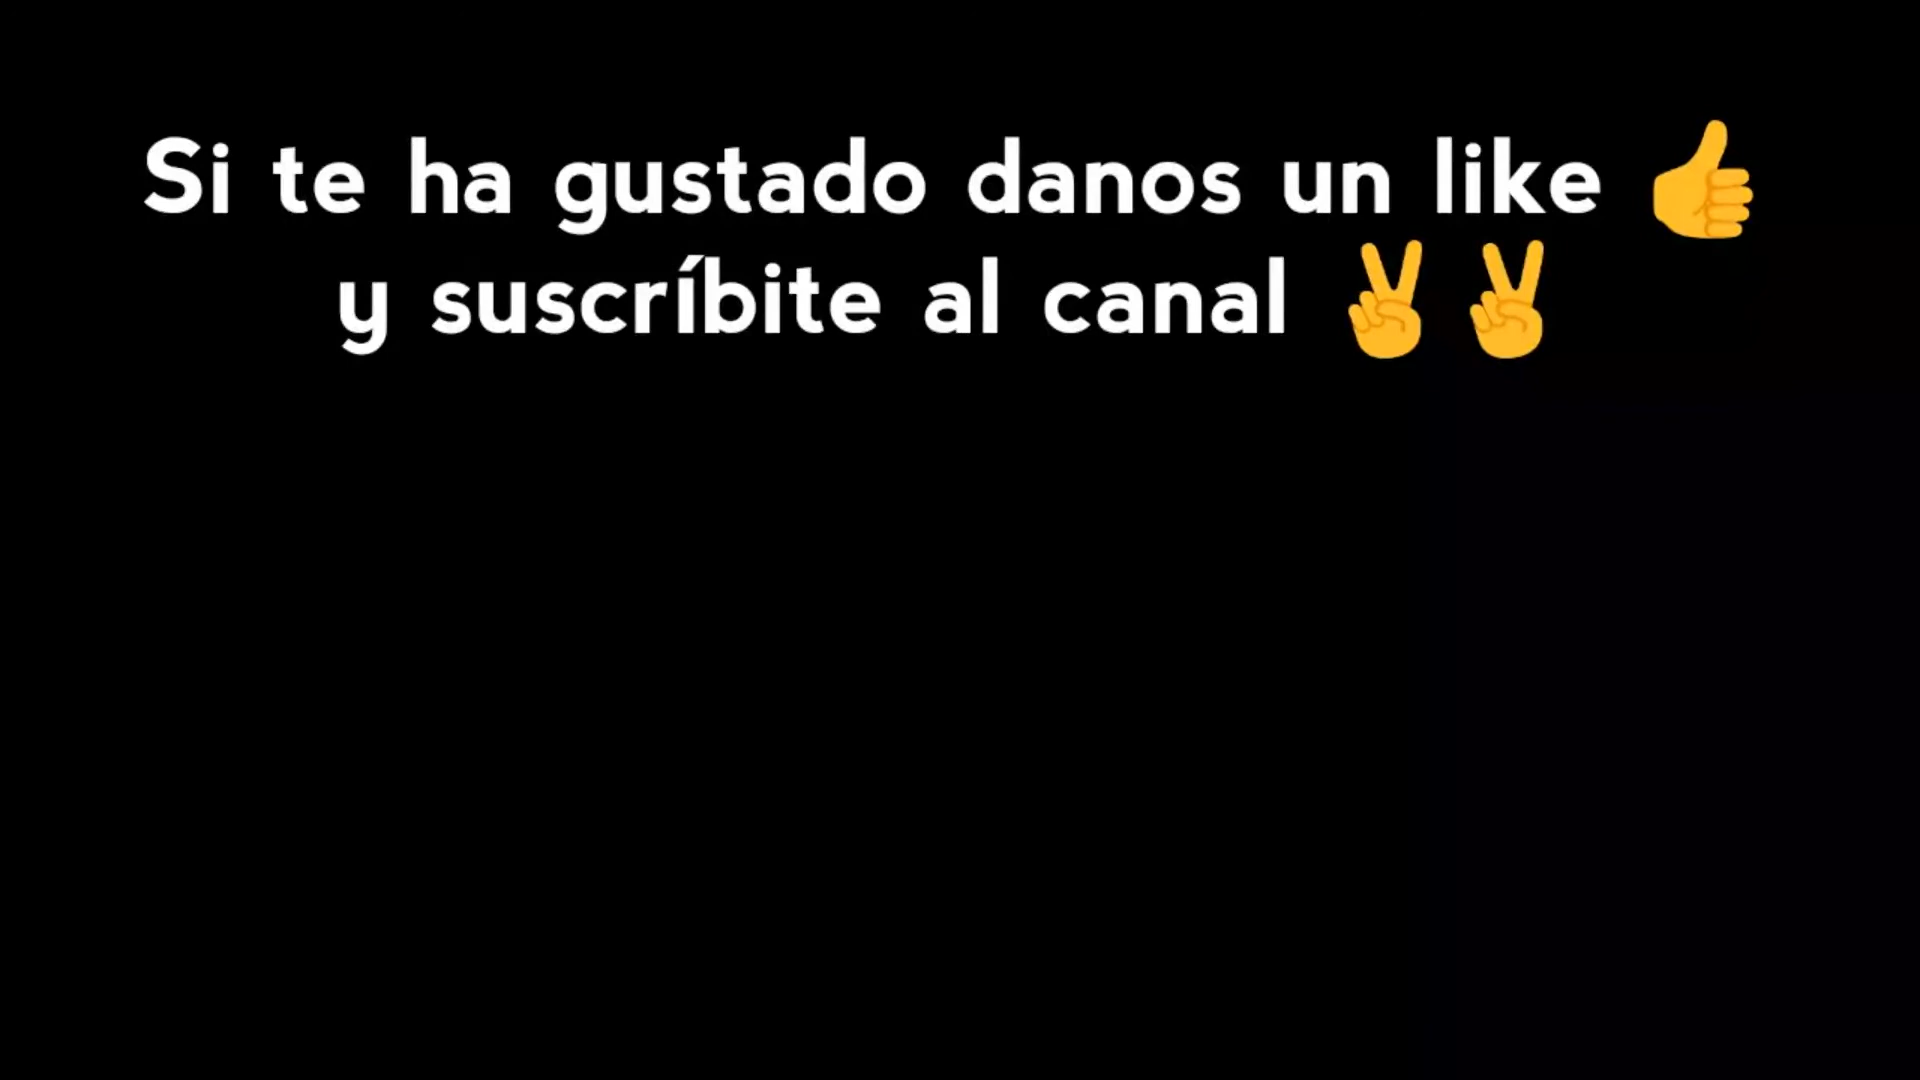 Si te ha gustado danos un like 👍
y suscríbite al canal ✌✌